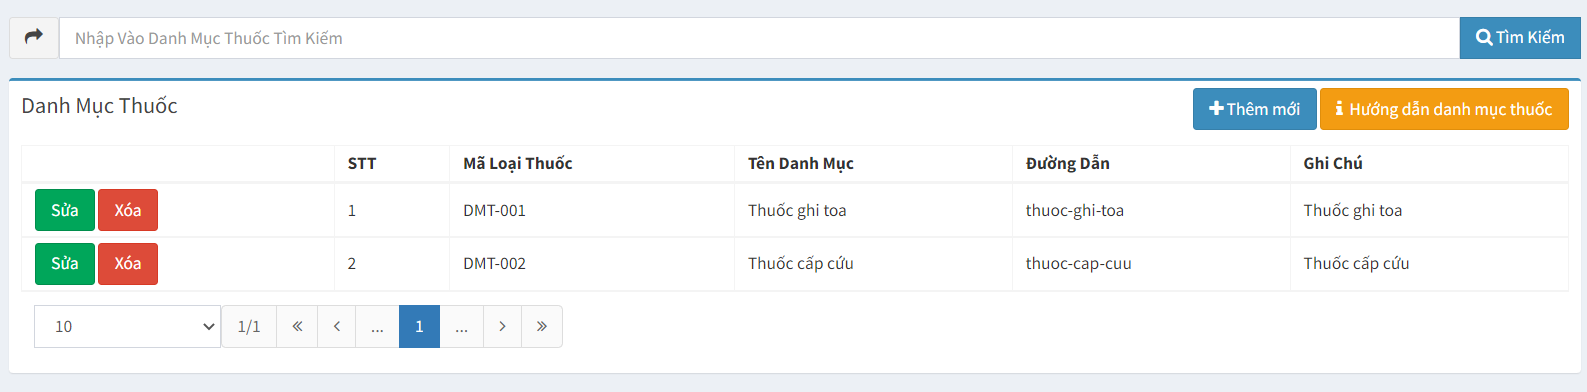 Nhập Vào Danh Mục Thuốc Tìm Kiếm Tìm Kiếm
Danh Mục Thuốc Thêm mới Hướng dẫn danh mục thuốc
STT Mã Loại Thuốc Tên Danh Mục Đường Dẫn Ghi Chú
Sửa Xóa 1 DMT-001 Thuốc ghi toa thuoc-ghi-toa Thuốc ghi toa
Sửa Xóa 2 DMT-002 Thuốc cấp cứu thuoc-cap-cuu Thuốc cấp cứu
10 1/1 « ‹ ... 1 ... › »